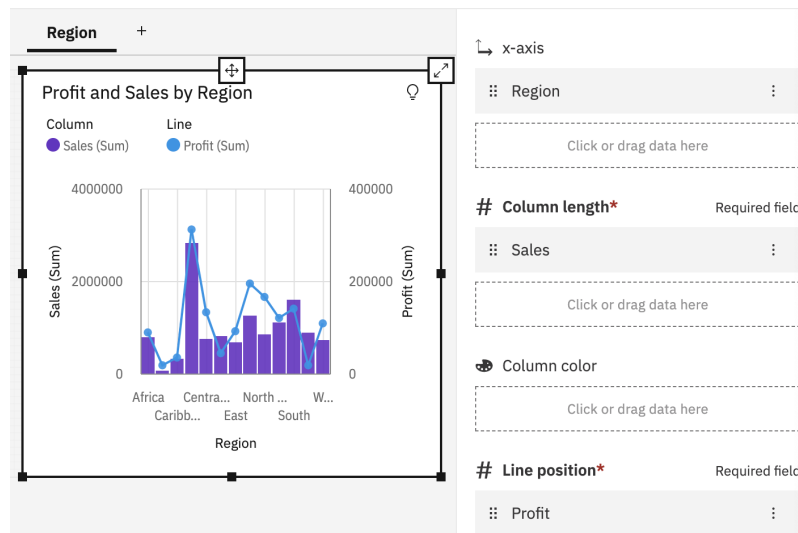 Region
+
Profit and Sales by Region
Column
Line
Sales (Sum)
Profit (Sum)
4000000
400000
2000000
200000
0
0
Sales (Sum)
Profit (Sum)
Africa
Centra...
North ...
W...
Caribb...
East
South
Region
x-axis
Region
Click or drag data here
# Column length*
Required field
Sales
Click or drag data here
Column color
Click or drag data here
# Line position*
Required field
Profit